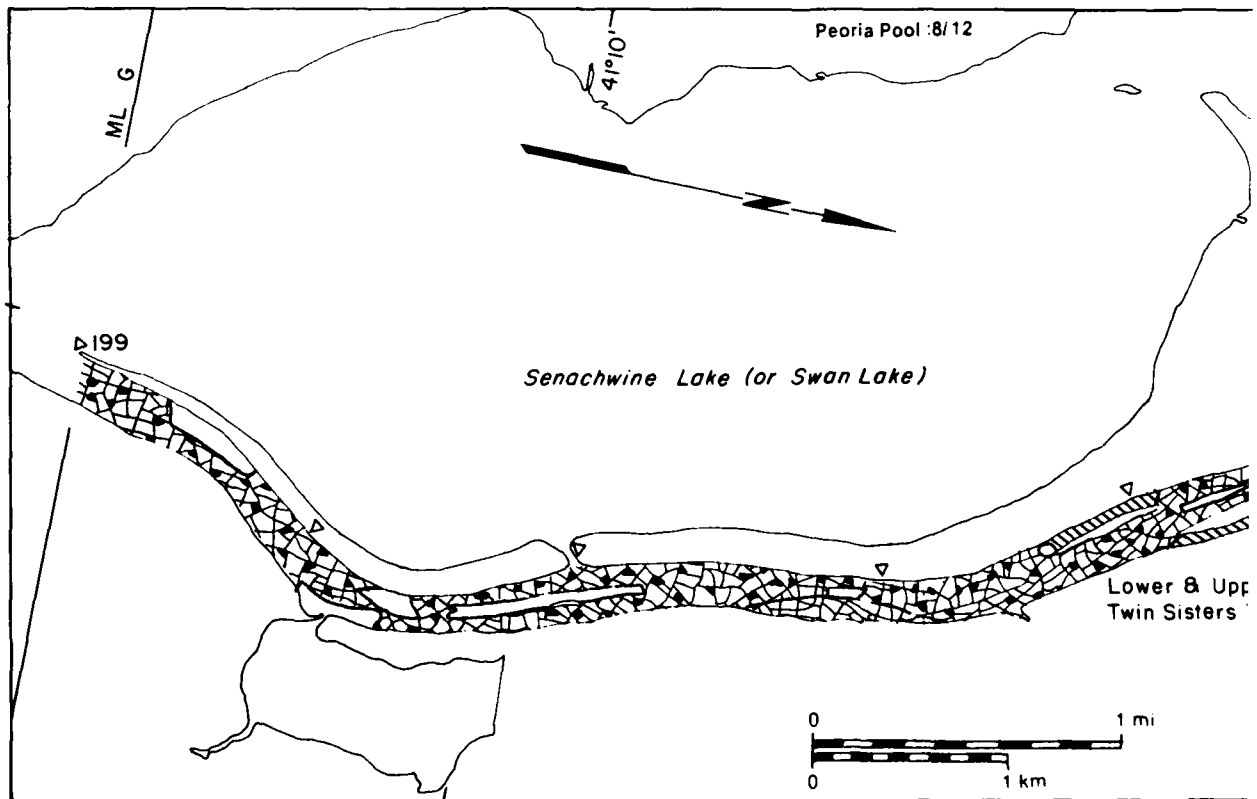 Peoria Pool :8/12
ML G
41°10'
N
199
Senachwine Lake (or Swan Lake)
Lower & Upp
Twin Sisters
0 1 mi
0 1 km